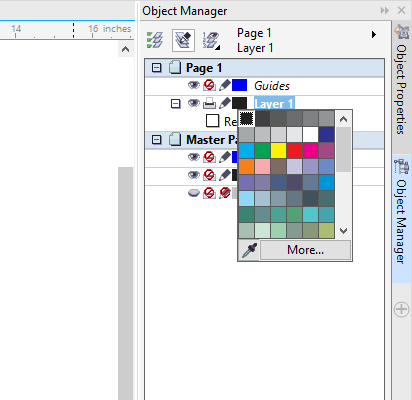 Object Manager
14
16
inches
Page 1
Layer 1
Page 1
Guides
Layer 1
Re
Master Pa
More...
Object Properties
Object Manager